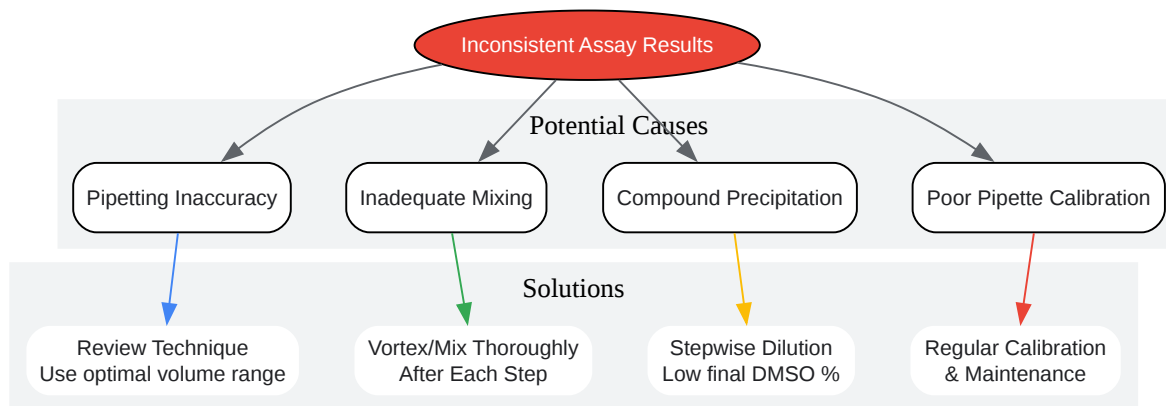 Inconsistent Assay Results
Potential Causes
Pipetting Inaccuracy
Inadequate Mixing
Compound Precipitation
Poor Pipette Calibration
Solutions
Review Technique
Use optimal volume range
Vortex/Mix Thoroughly
After Each Step
Stepwise Dilution
Low final DMSO %
Regular Calibration
& Maintenance